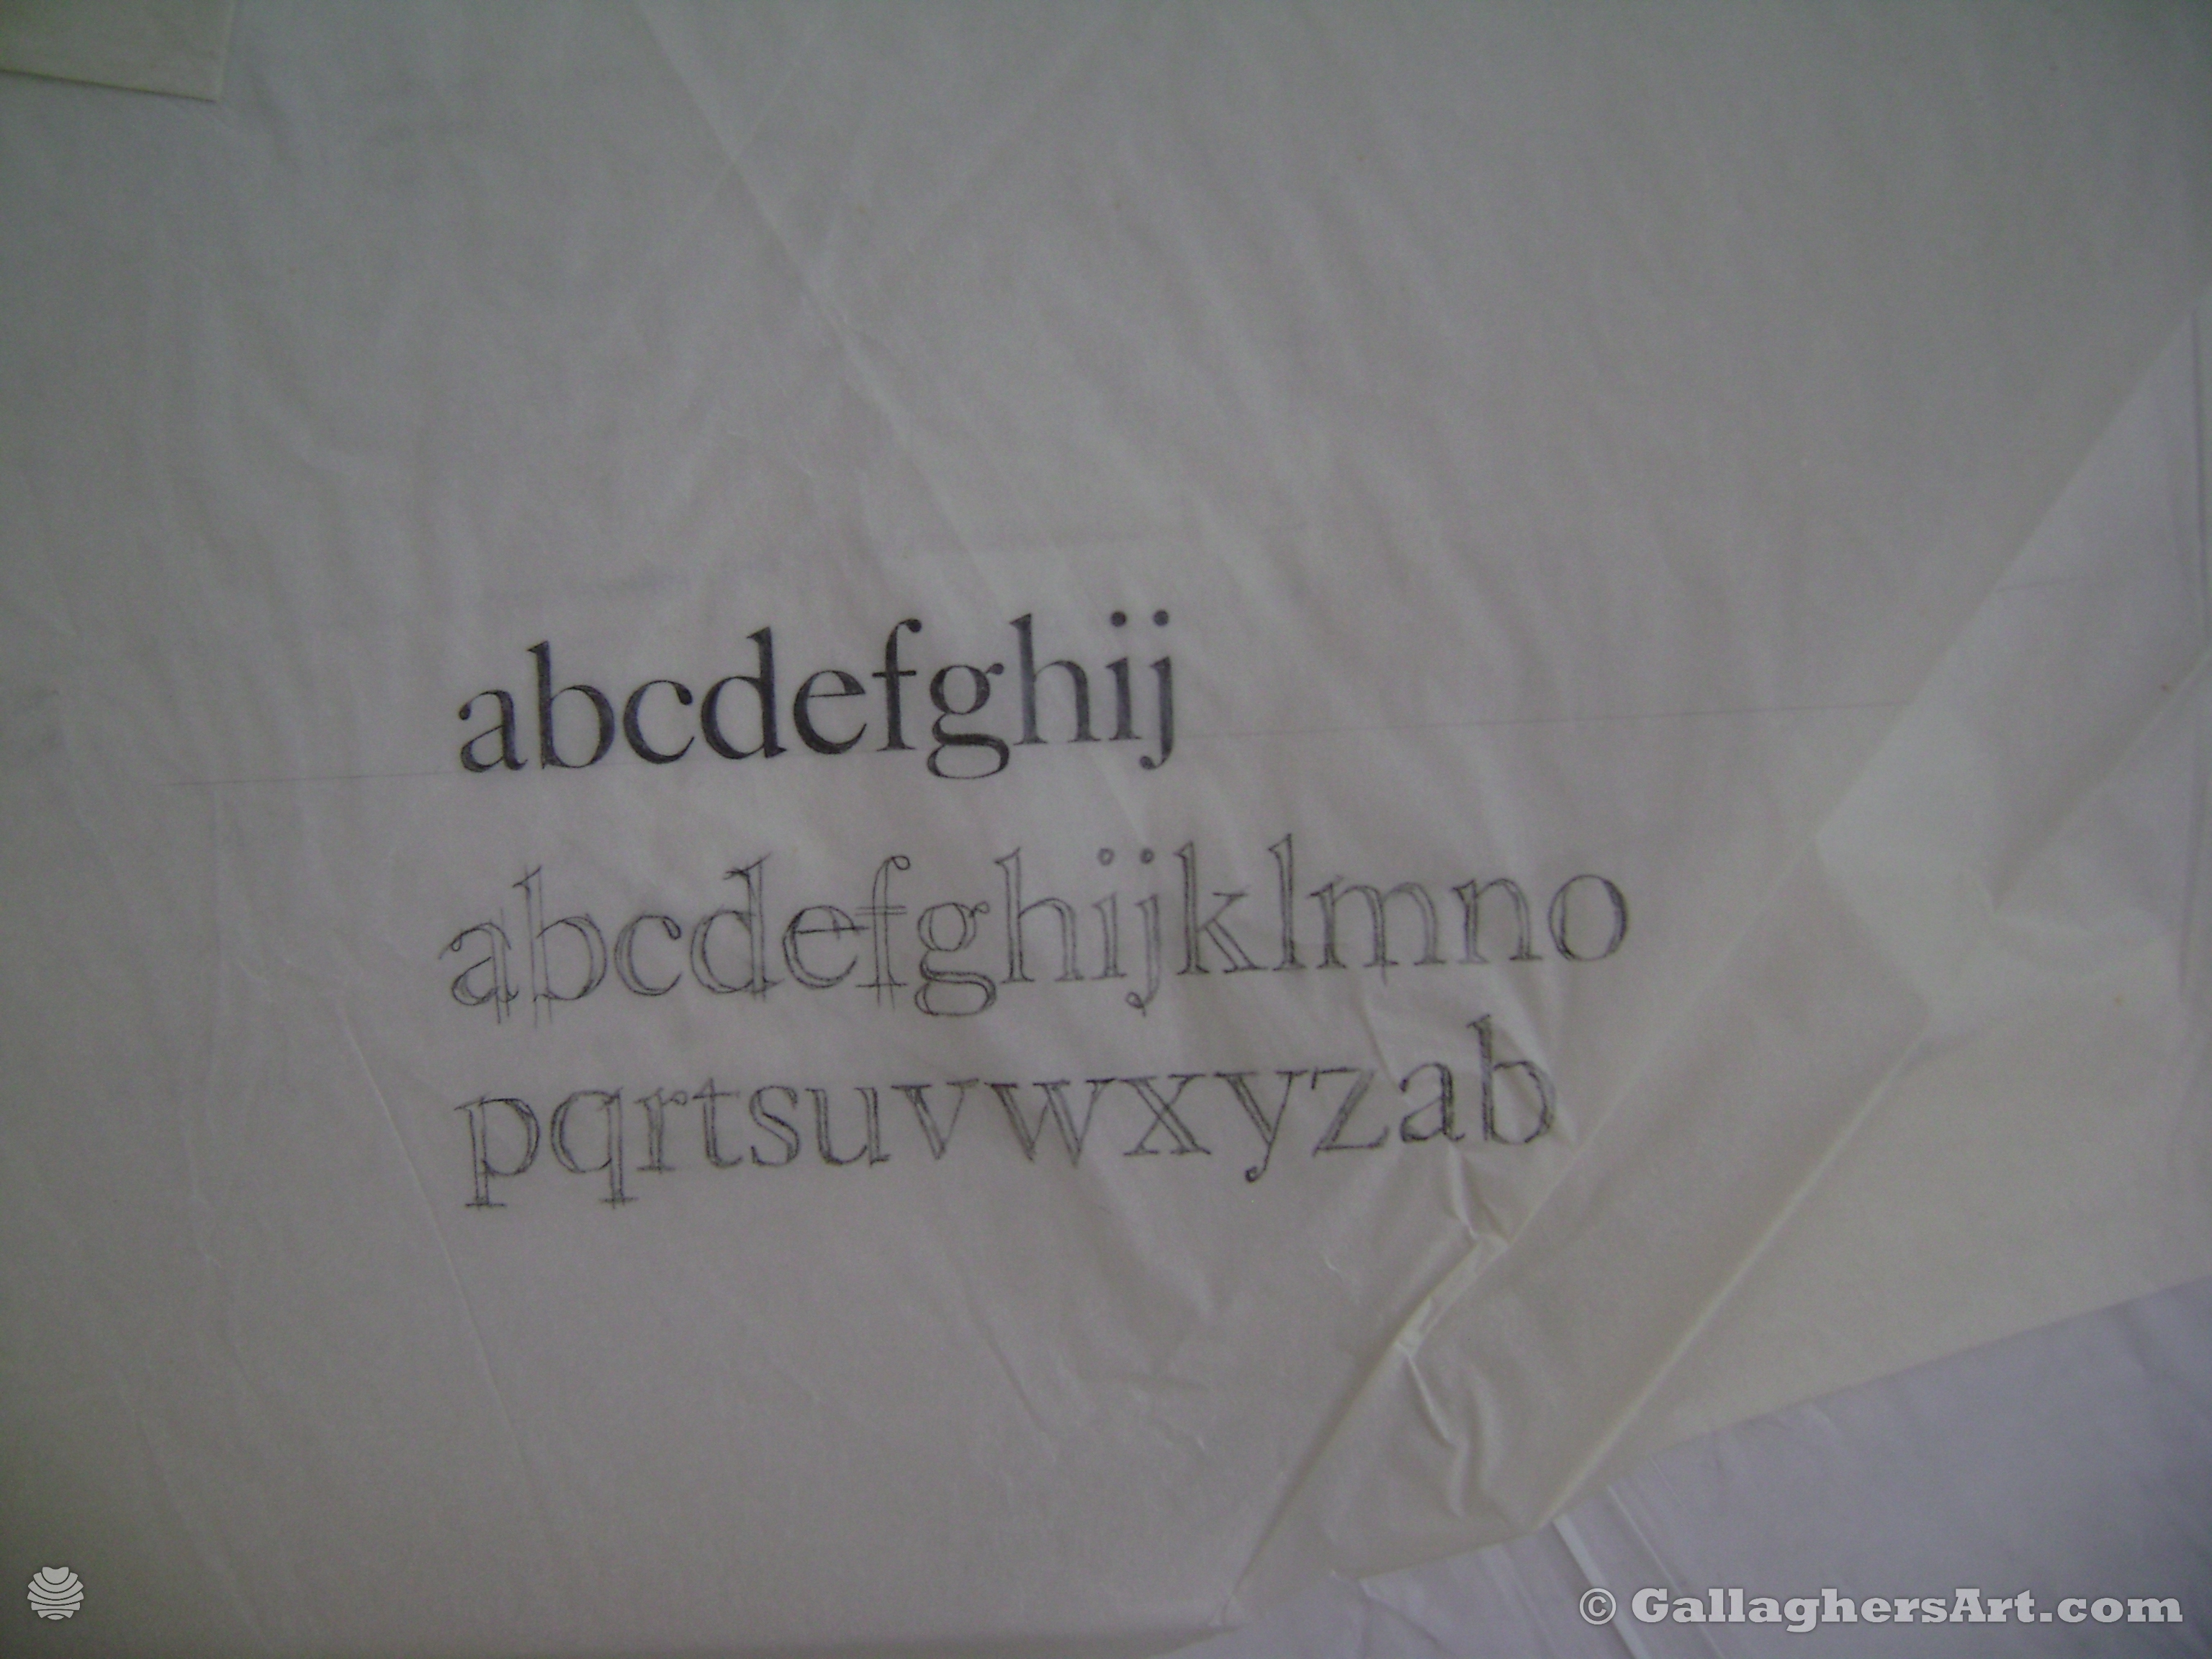 abcdefghij
abcdefghijklmno
pqrtsuvwxyzab
© GallaghersArt.com